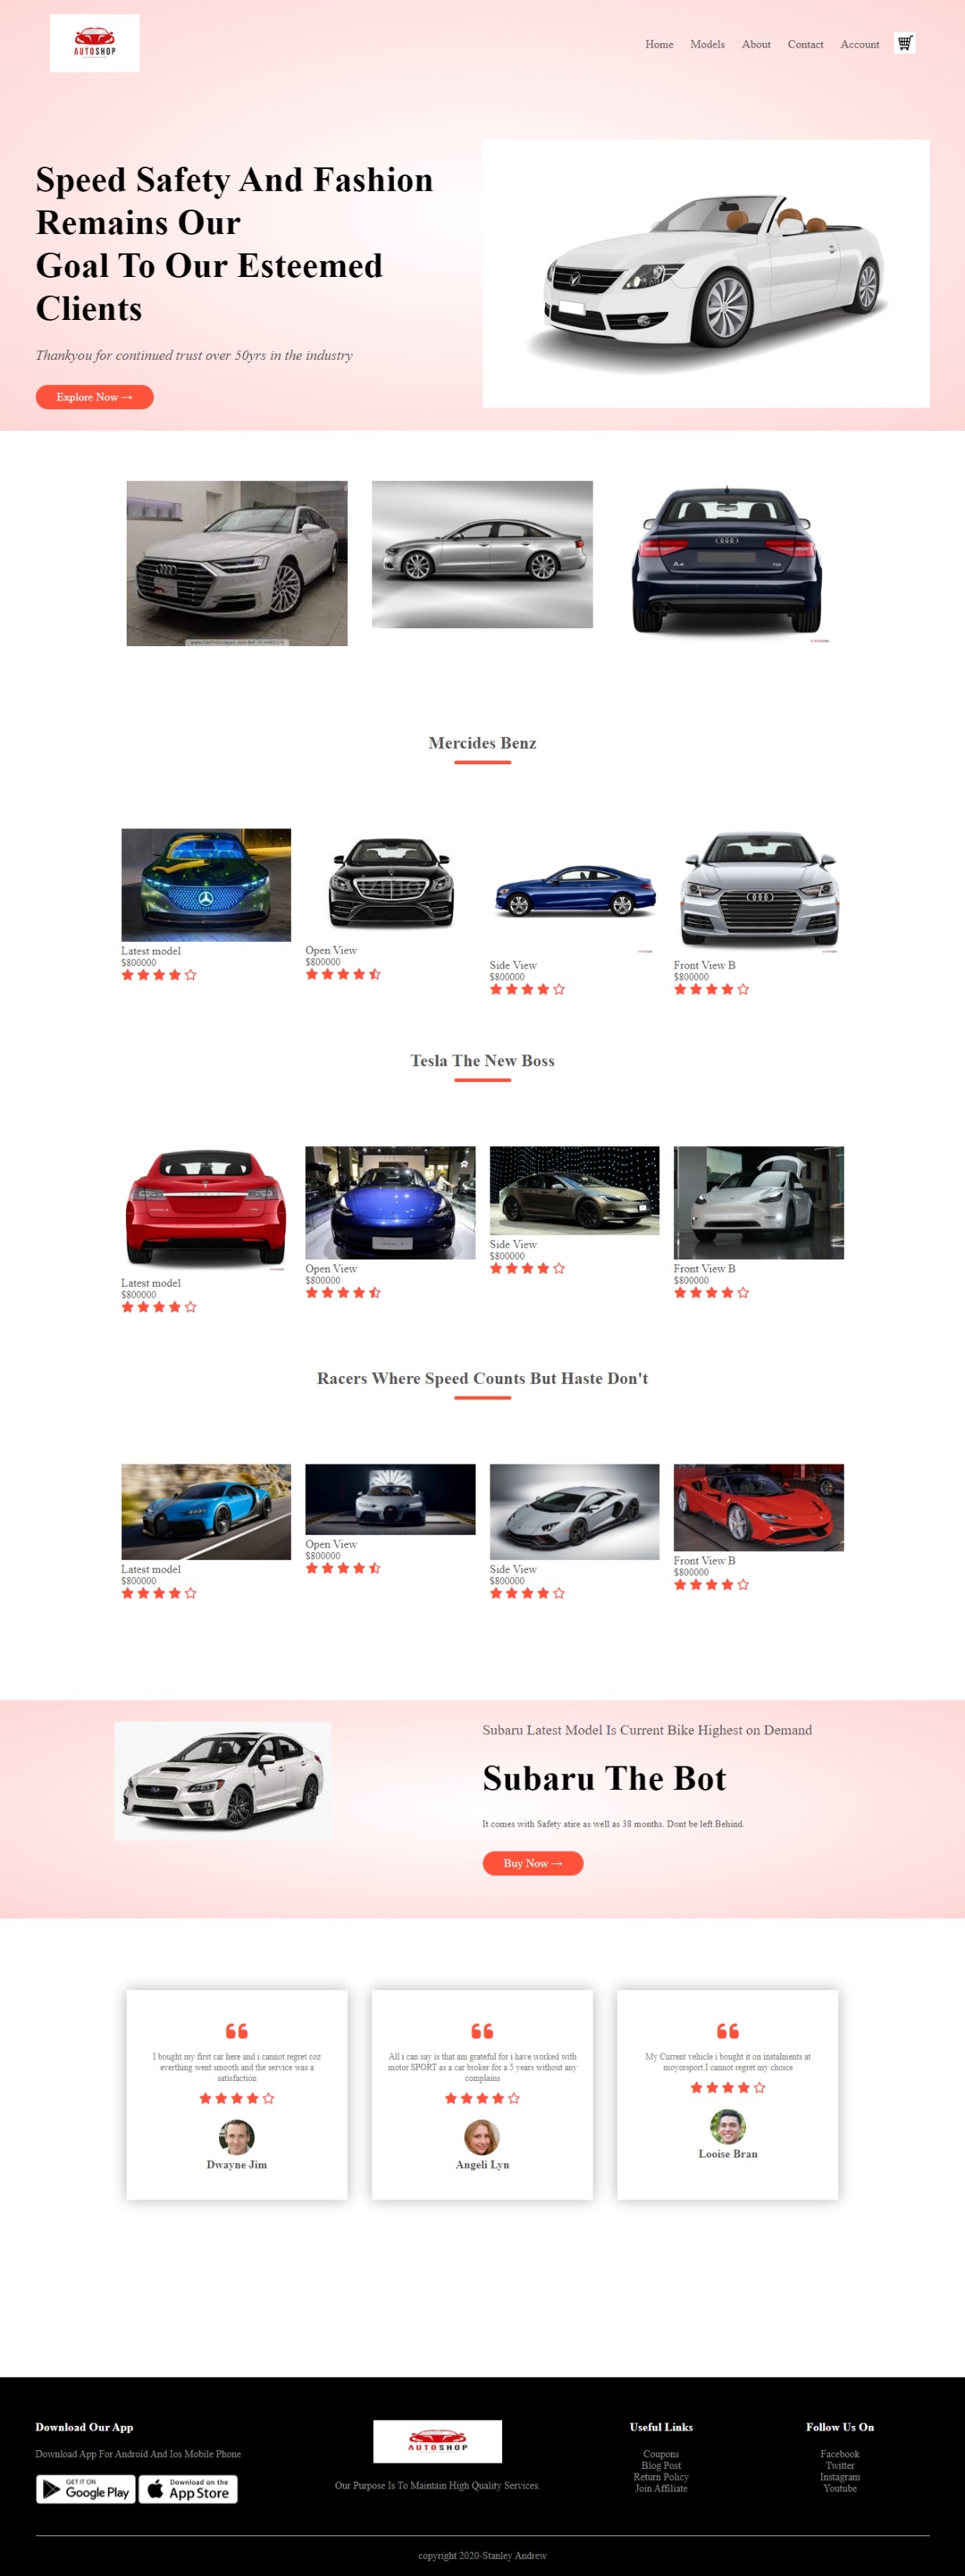 AUTOSHOP
Home Models About Contact Account
Speed Safety And Fashion
Remains Our
Goal To Our Esteemed
Clients
Thankyou for continued trust over 50yrs in the industry
Explore Now →
Mercides Benz
Latest model
$800000
Open View
$800000
Side View
$800000
Front View B
$800000
Tesla The New Boss
Latest model
$800000
Open View
$800000
Side View
$800000
Front View B
$800000
Racers Where Speed Counts But Haste Don't
Latest model
$800000
Open View
$800000
Side View
$800000
Front View B
$800000
Subaru Latest Model Is Current Bike Highest on Demand
Subaru The Bot
It comes with Safety atire as well as 38 months. Dont be left Behind.
Buy Now →
I bought my first car here and i cannot regret coz
everthing went smooth and the service was a
satisfaction
Dwayne Jim
All i can say is that am grateful for i have worked with
motor SPORT as a car broker for a 5 years without any
complains
Angeli Lyn
My Current vehicle i bought it on instalments at
moyorsport.I cannot regret my choice
Looise Bran
Download Our App
Download App For Android And Ios Mobile Phone
GET IT ON
Google Play
Download on the
App Store
AUTOSHOP
Our Purpose Is To Maintain High Quality Services.
Useful Links
Coupons
Blog Post
Return Policy
Join Affiliate
Follow Us On
Facebook
Twitter
Instagram
Youtube
copyright 2020-Stanley Andrew